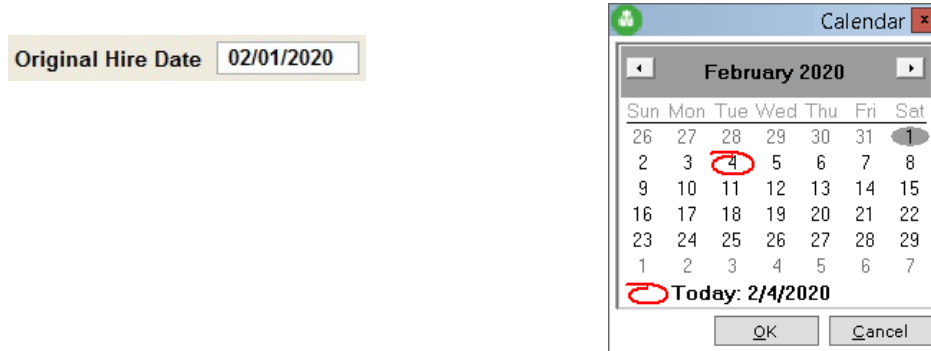 Original Hire Date 02/01/2020
Calendar x
February 2020
Sun Mon Tue Wed Thu Fri Sat
26 27 28 29 30 31 1
2 3 4 5 6 7 8
9 10 11 12 13 14 15
16 17 18 19 20 21 22
23 24 25 26 27 28 29
1 2 3 4 5 6 7
Today: 2/4/2020
OK Cancel